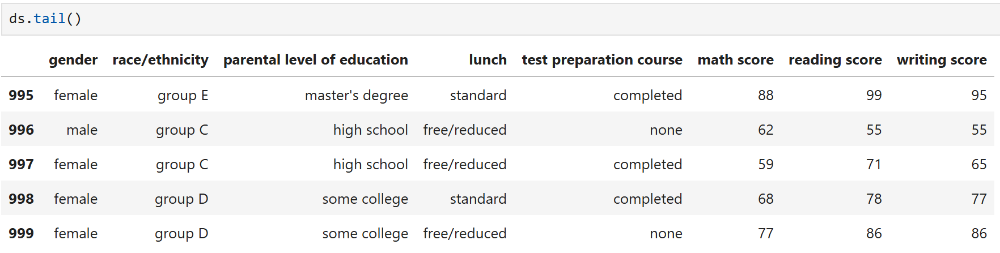 ds.tail()
gender race/ethnicity parental level of education lunch test preparation course math score reading score writing score
995 female group E master's degree standard completed 88 99 95
996 male group C high school free/reduced none 62 55 55
997 female group C high school free/reduced completed 59 71 65
998 female group D some college standard completed 68 78 77
999 female group D some college free/reduced none 77 86 86